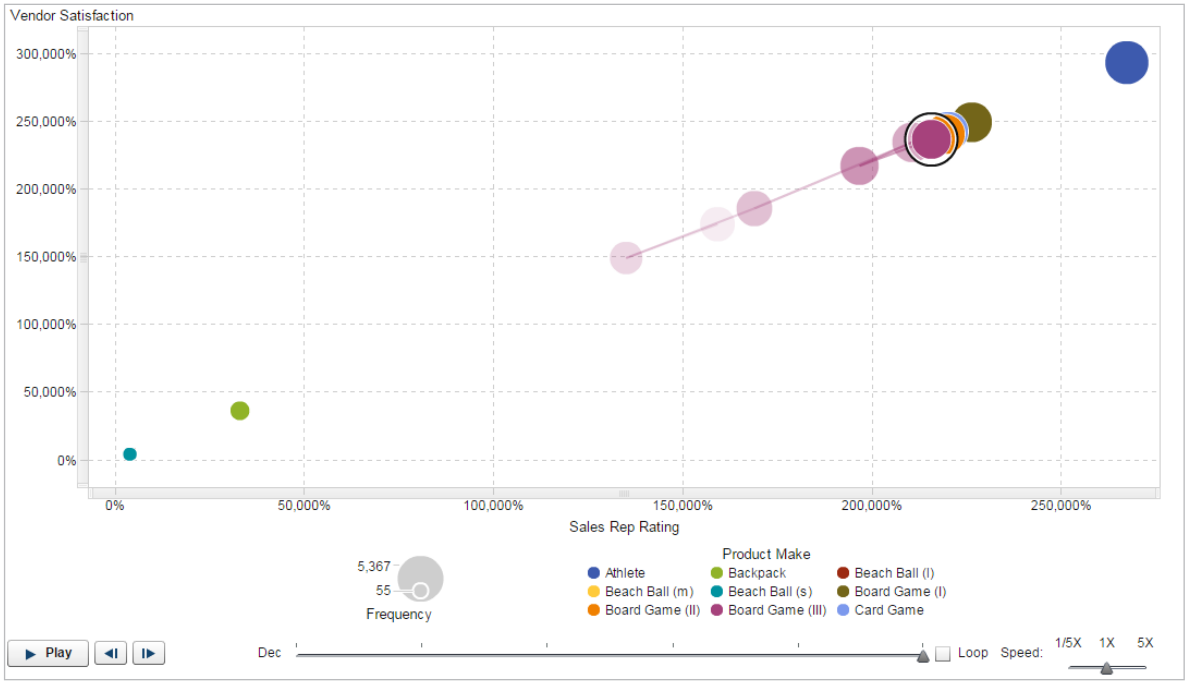 Vendor Satisfaction
300,000%
250,000%
200,000%
150,000%
100,000%
50,000%
0%
0% 50,000% 100,000% 150,000% 200,000% 250,000%
Sales Rep Rating
5,367
55
Frequency
Product Make
Athlete Backpack Beach Ball (l)
Beach Ball (m) Beach Ball (s) Board Game (I)
Board Game (II) Board Game (III) Card Game
Play Dec Loop Speed: 1/5X 1X 5X